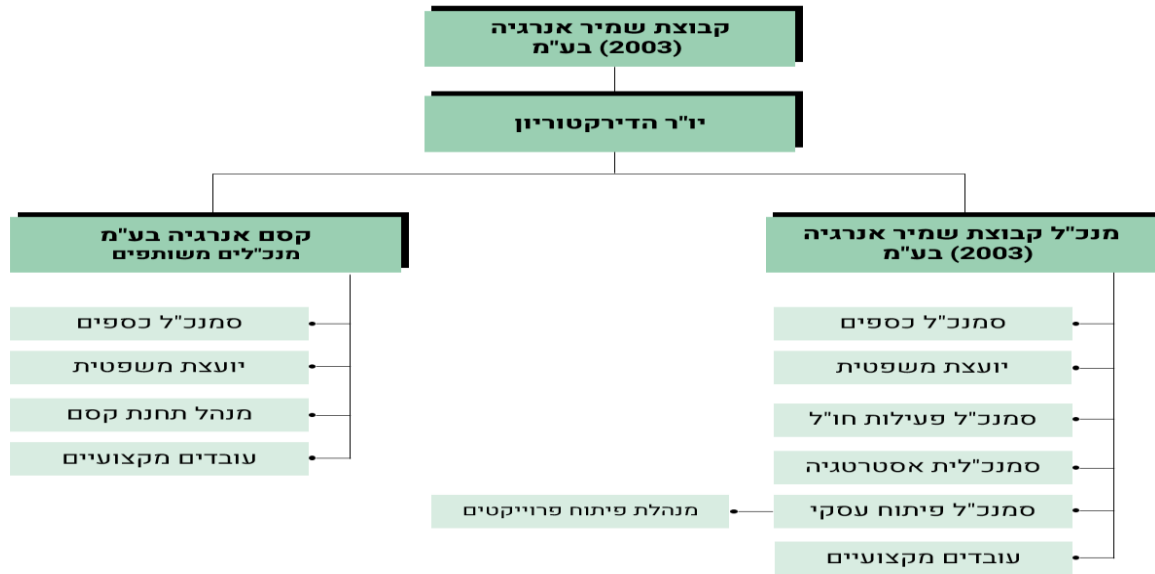 קבוצת שמיר אנרגיה
(2003) בע"מ
יו"ר הדירקטוריון
מנכ"ל קבוצת שמיר אנרגיה
(2003) בע"מ
סמנכ"ל כספים
יועצת משפטית
סמנכ"ל פעילות חו"ל
סמנכ"לית אסטרטגיה
סמנכ"ל פיתוח עסקי
מנהלת פיתוח פרוייקטים
עובדים מקצועיים
קסם אנרגיה בע"מ
מנכ"לים משותפים
סמנכ"ל כספים
יועצת משפטית
מנהל תחנת קסם
עובדים מקצועיים